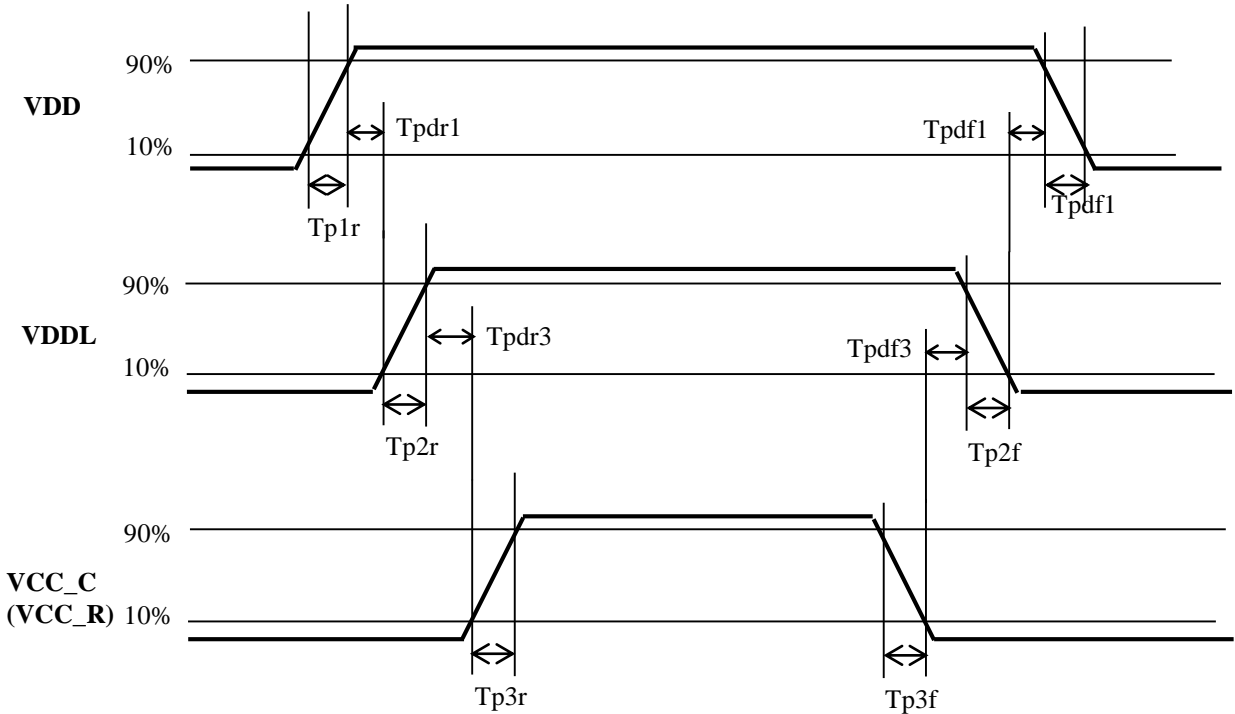 90%
VDD
10%
Tpdr1
Tpdf1
Tp1r
Tpdf1
90%
VDDL
10%
Tpdr3
Tpdf3
Tp2r
Tp2f
90%
VCC_C
(VCC_R) 10%
Tp3r
Tp3f